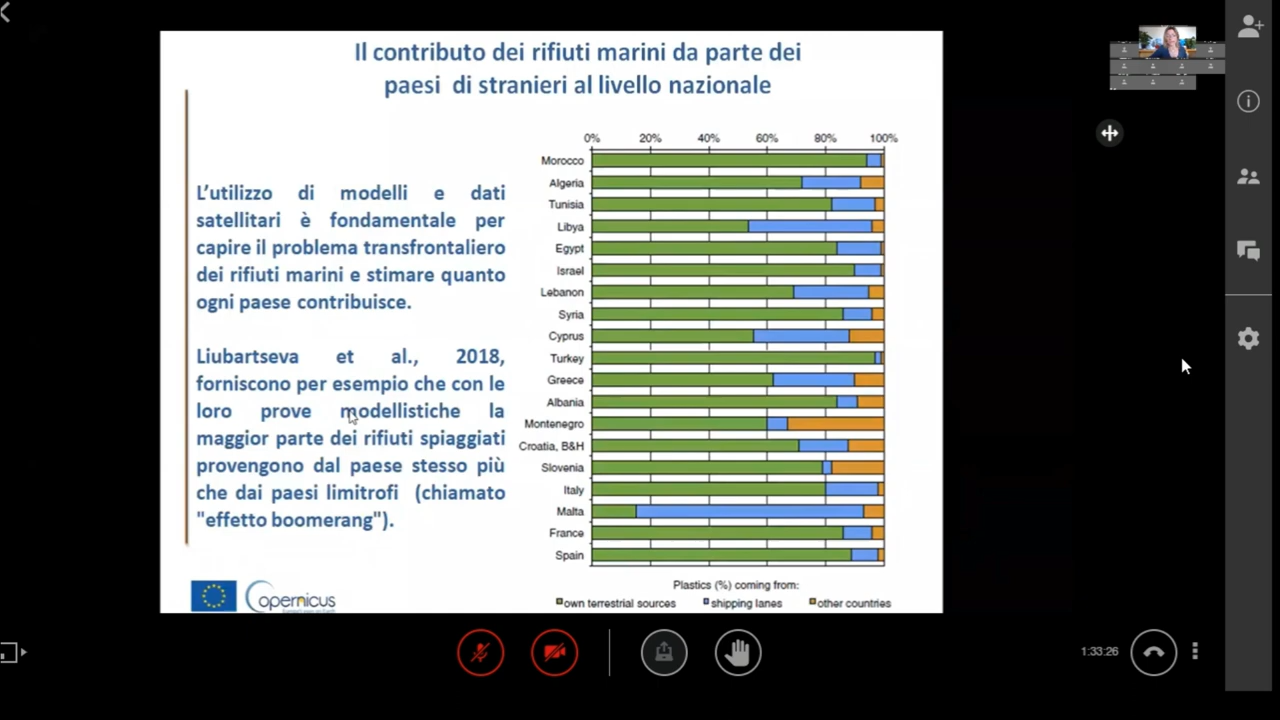 Il contributo dei rifiuti marini da parte dei
paesi di stranieri al livello nazionale
L'utilizzo di modelli e dati
satellitari è fondamentale per
capire il problema transfrontaliero
dei rifiuti marini e stimare quanto
ogni paese contribuisce.
Liubartseva et al., 2018,
forniscono per esempio che con le
loro prove modellistiche la
maggior parte dei rifiuti spiaggiati
provengono dal paese stesso più
che dai paesi limitrofi (chiamato
"effetto boomerang").
0% 20% 40% 60% 80% 100%
Morocco
Algeria
Tunisia
Libya
Egypt
Israel
Lebanon
Syria
Cyprus
Turkey
Greece
Albania
Montenegro
Croatia, B&H
Slovenia
Italy
Malta
France
Spain
Plastics (%) coming from:
own terrestrial sources shipping lanes other countries
opernicus
1:33:26